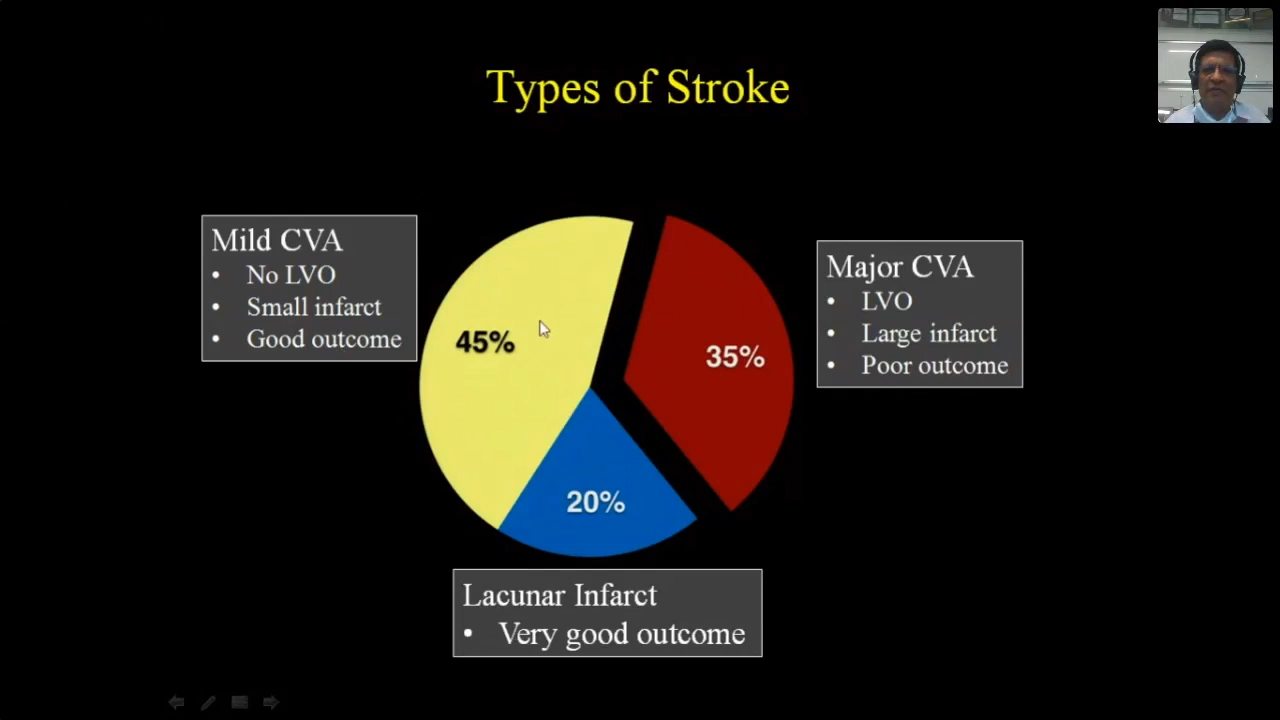 Types of Stroke
Mild CVA
• No LVO
• Small infarct
• Good outcome
45%
35%
20%
Major CVA
• LVO
• Large infarct
• Poor outcome
Lacunar Infarct
• Very good outcome